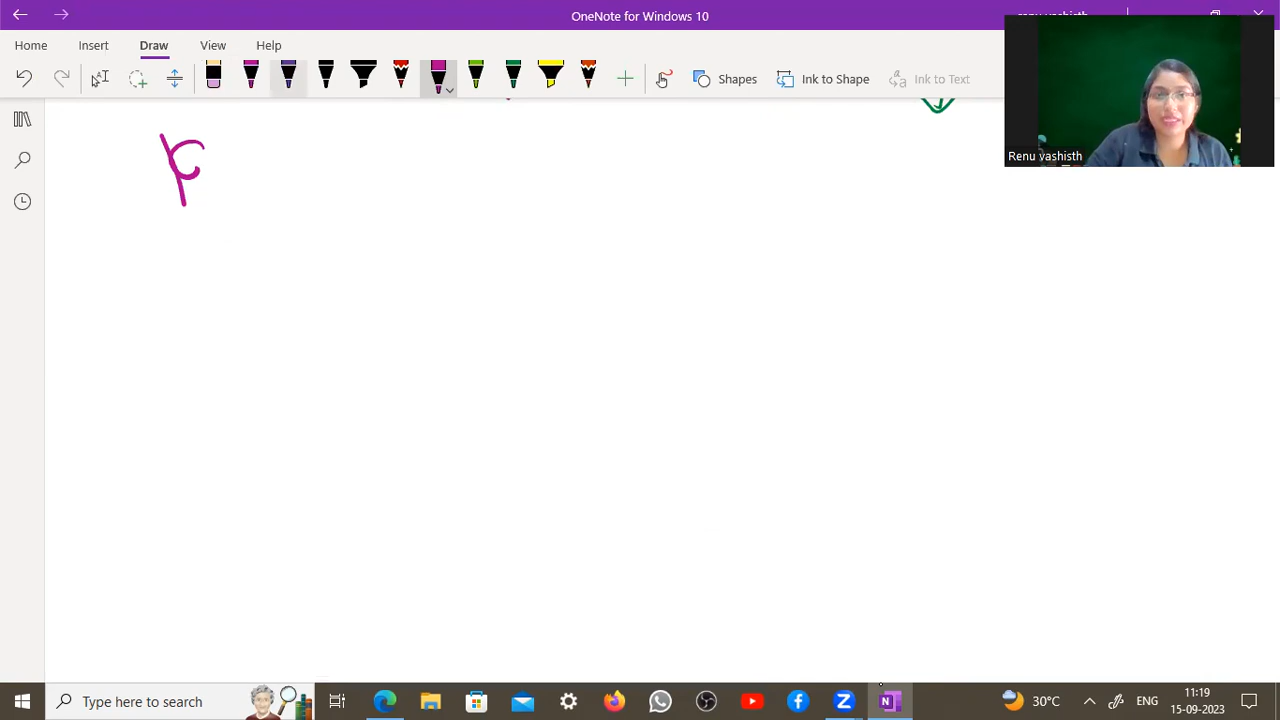 OneNote for Windows 10
Home Insert Draw View Help
Shapes Ink to Shape Ink to Text
Renu vashisth
Type here to search
30°C ENG 11:19
15-09-2023